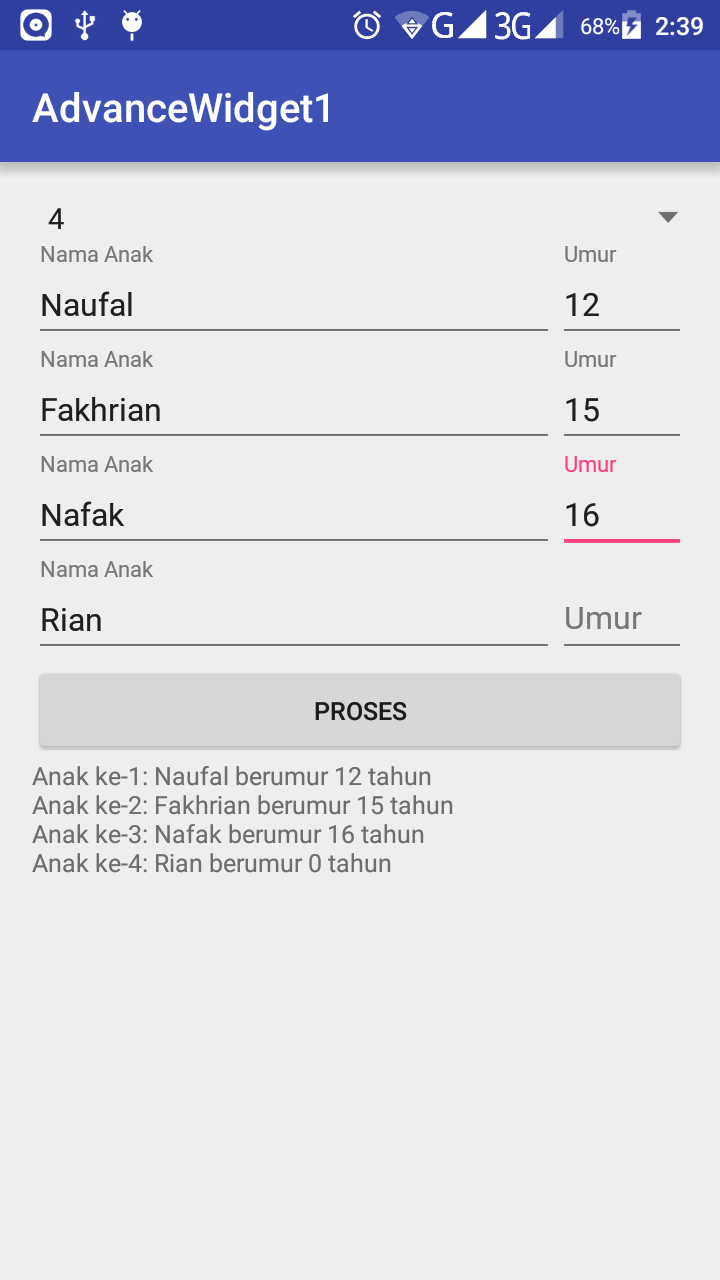 G 3G 68% 2:39
AdvanceWidget1
4
Nama Anak Umur
Naufal 12
Nama Anak Umur
Fakhrian 15
Nama Anak Umur
Nafak 16
Nama Anak
Rian Umur
PROSES
Anak ke-1: Naufal berumur 12 tahun
Anak ke-2: Fakhrian berumur 15 tahun
Anak ke-3: Nafak berumur 16 tahun
Anak ke-4: Rian berumur 0 tahun